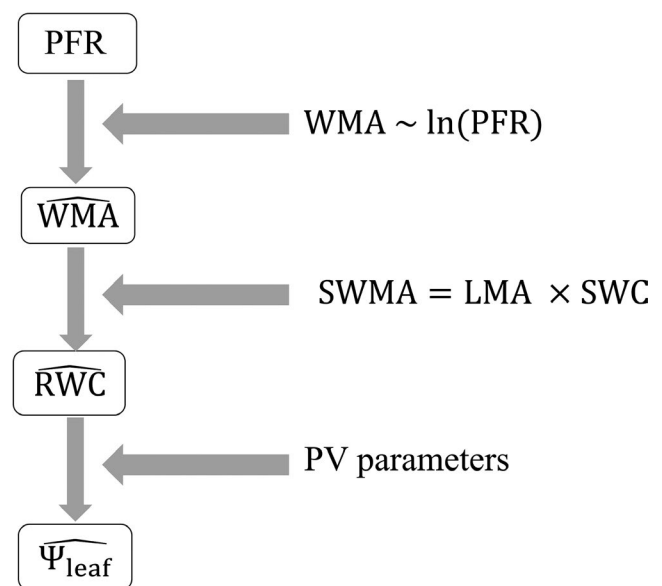 PFR
WMA ~ ln(PFR)
WMA
SWMA = LMA × SWC
RWC
PV parameters
Ψleaf